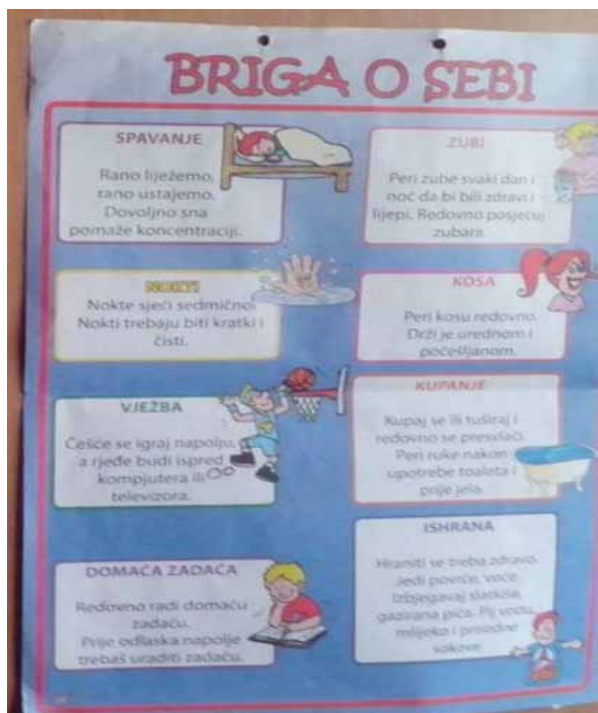 BRIGA O SEBI
SPAVANJE
Rano liježemo,
rano ustajemo.
Dovoljno sna
pomaže koncentraciji.
ZUBI
Peri zube svaki dan i
noć da bi bili zdravi i
lijepi. Redovno posjećuj
zubara.
NOKTI
Nokte sjeći sedmično.
Nokti trebaju biti kratki i
čisti.
KOSA
Peri kosu redovno.
Drži je urednom i
počešljanom.
VJEŽBA
Češće se igraj napolju,
a rjeđe budi ispred
kompjutera ili
televizora.
KUPANJE
Kupaj se ili tuširaj i
redovno se presvlači.
Peri ruke nakon
upotrebe toaleta i
prije jela.
DOMAĆA ZADAĆA
Redovno radi domaću
zadaću.
Prije odlaska napolje
trebaš uraditi zadaću.
ISHRANA
Hraniti se treba zdravo.
Jedi povrće, voće.
Izbjegavaj slatkiše,
gazirana pića. Pij vodu,
mlijeko i prirodne
sokove.